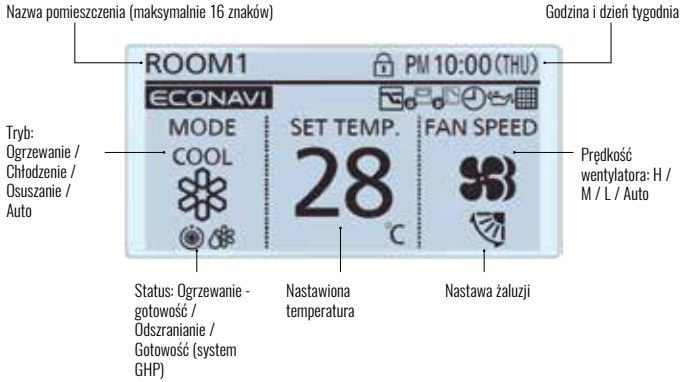 Nazwa pomieszczenia (maksymalnie 16 znaków)
Godzina i dzień tygodnia
ROOM1
PM 10:00 (THU)
ECONAVI
MODE
SET TEMP.
FAN SPEED
COOL
28
°C
Tryb:
Ogrzewanie /
Chłodzenie /
Osuszanie /
Auto
Prędkość
wentylatora: H /
M / L / Auto
Status: Ogrzewanie -
gotowość /
Odszranianie /
Gotowość (system
GHP)
Nastawiona
temperatura
Nastawa żaluzji